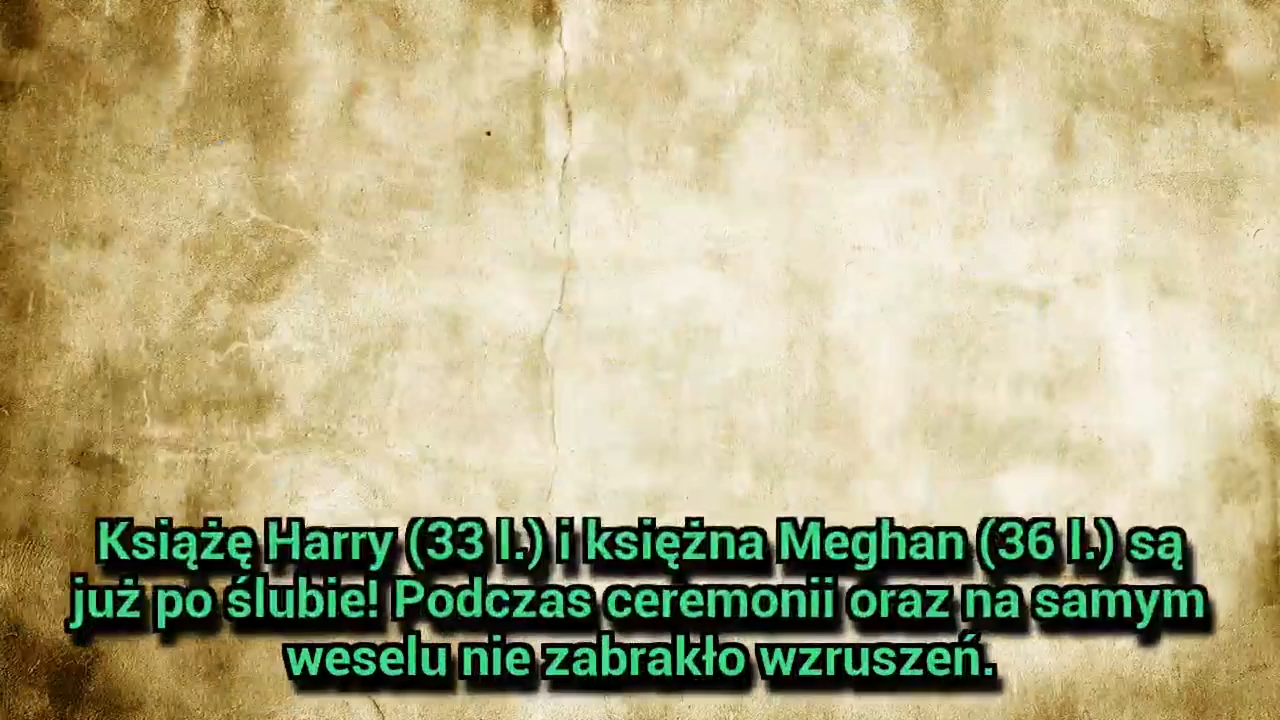 Książę Harry (33 l.) i księżna Meghan (36 l.) są
już po ślubie! Podczas ceremonii oraz na samym
weselu nie zabrakło wzruszeń.